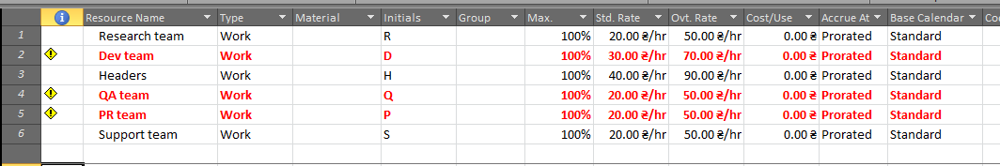 Resource Name Type Material Initials Group Max. Std. Rate Ovt. Rate Cost/Use Accrue At Base Calendar
1 Research team Work R 100% 20.00 ₴/hr 50.00 ₴/hr 0.00 ₴ Prorated Standard
2 Dev team Work D 100% 30.00 ₴/hr 70.00 ₴/hr 0.00 ₴ Prorated Standard
3 Headers Work H 100% 40.00 ₴/hr 90.00 ₴/hr 0.00 ₴ Prorated Standard
4 QA team Work Q 100% 20.00 ₴/hr 50.00 ₴/hr 0.00 ₴ Prorated Standard
5 PR team Work P 100% 20.00 ₴/hr 50.00 ₴/hr 0.00 ₴ Prorated Standard
6 Support team Work S 100% 20.00 ₴/hr 50.00 ₴/hr 0.00 ₴ Prorated Standard